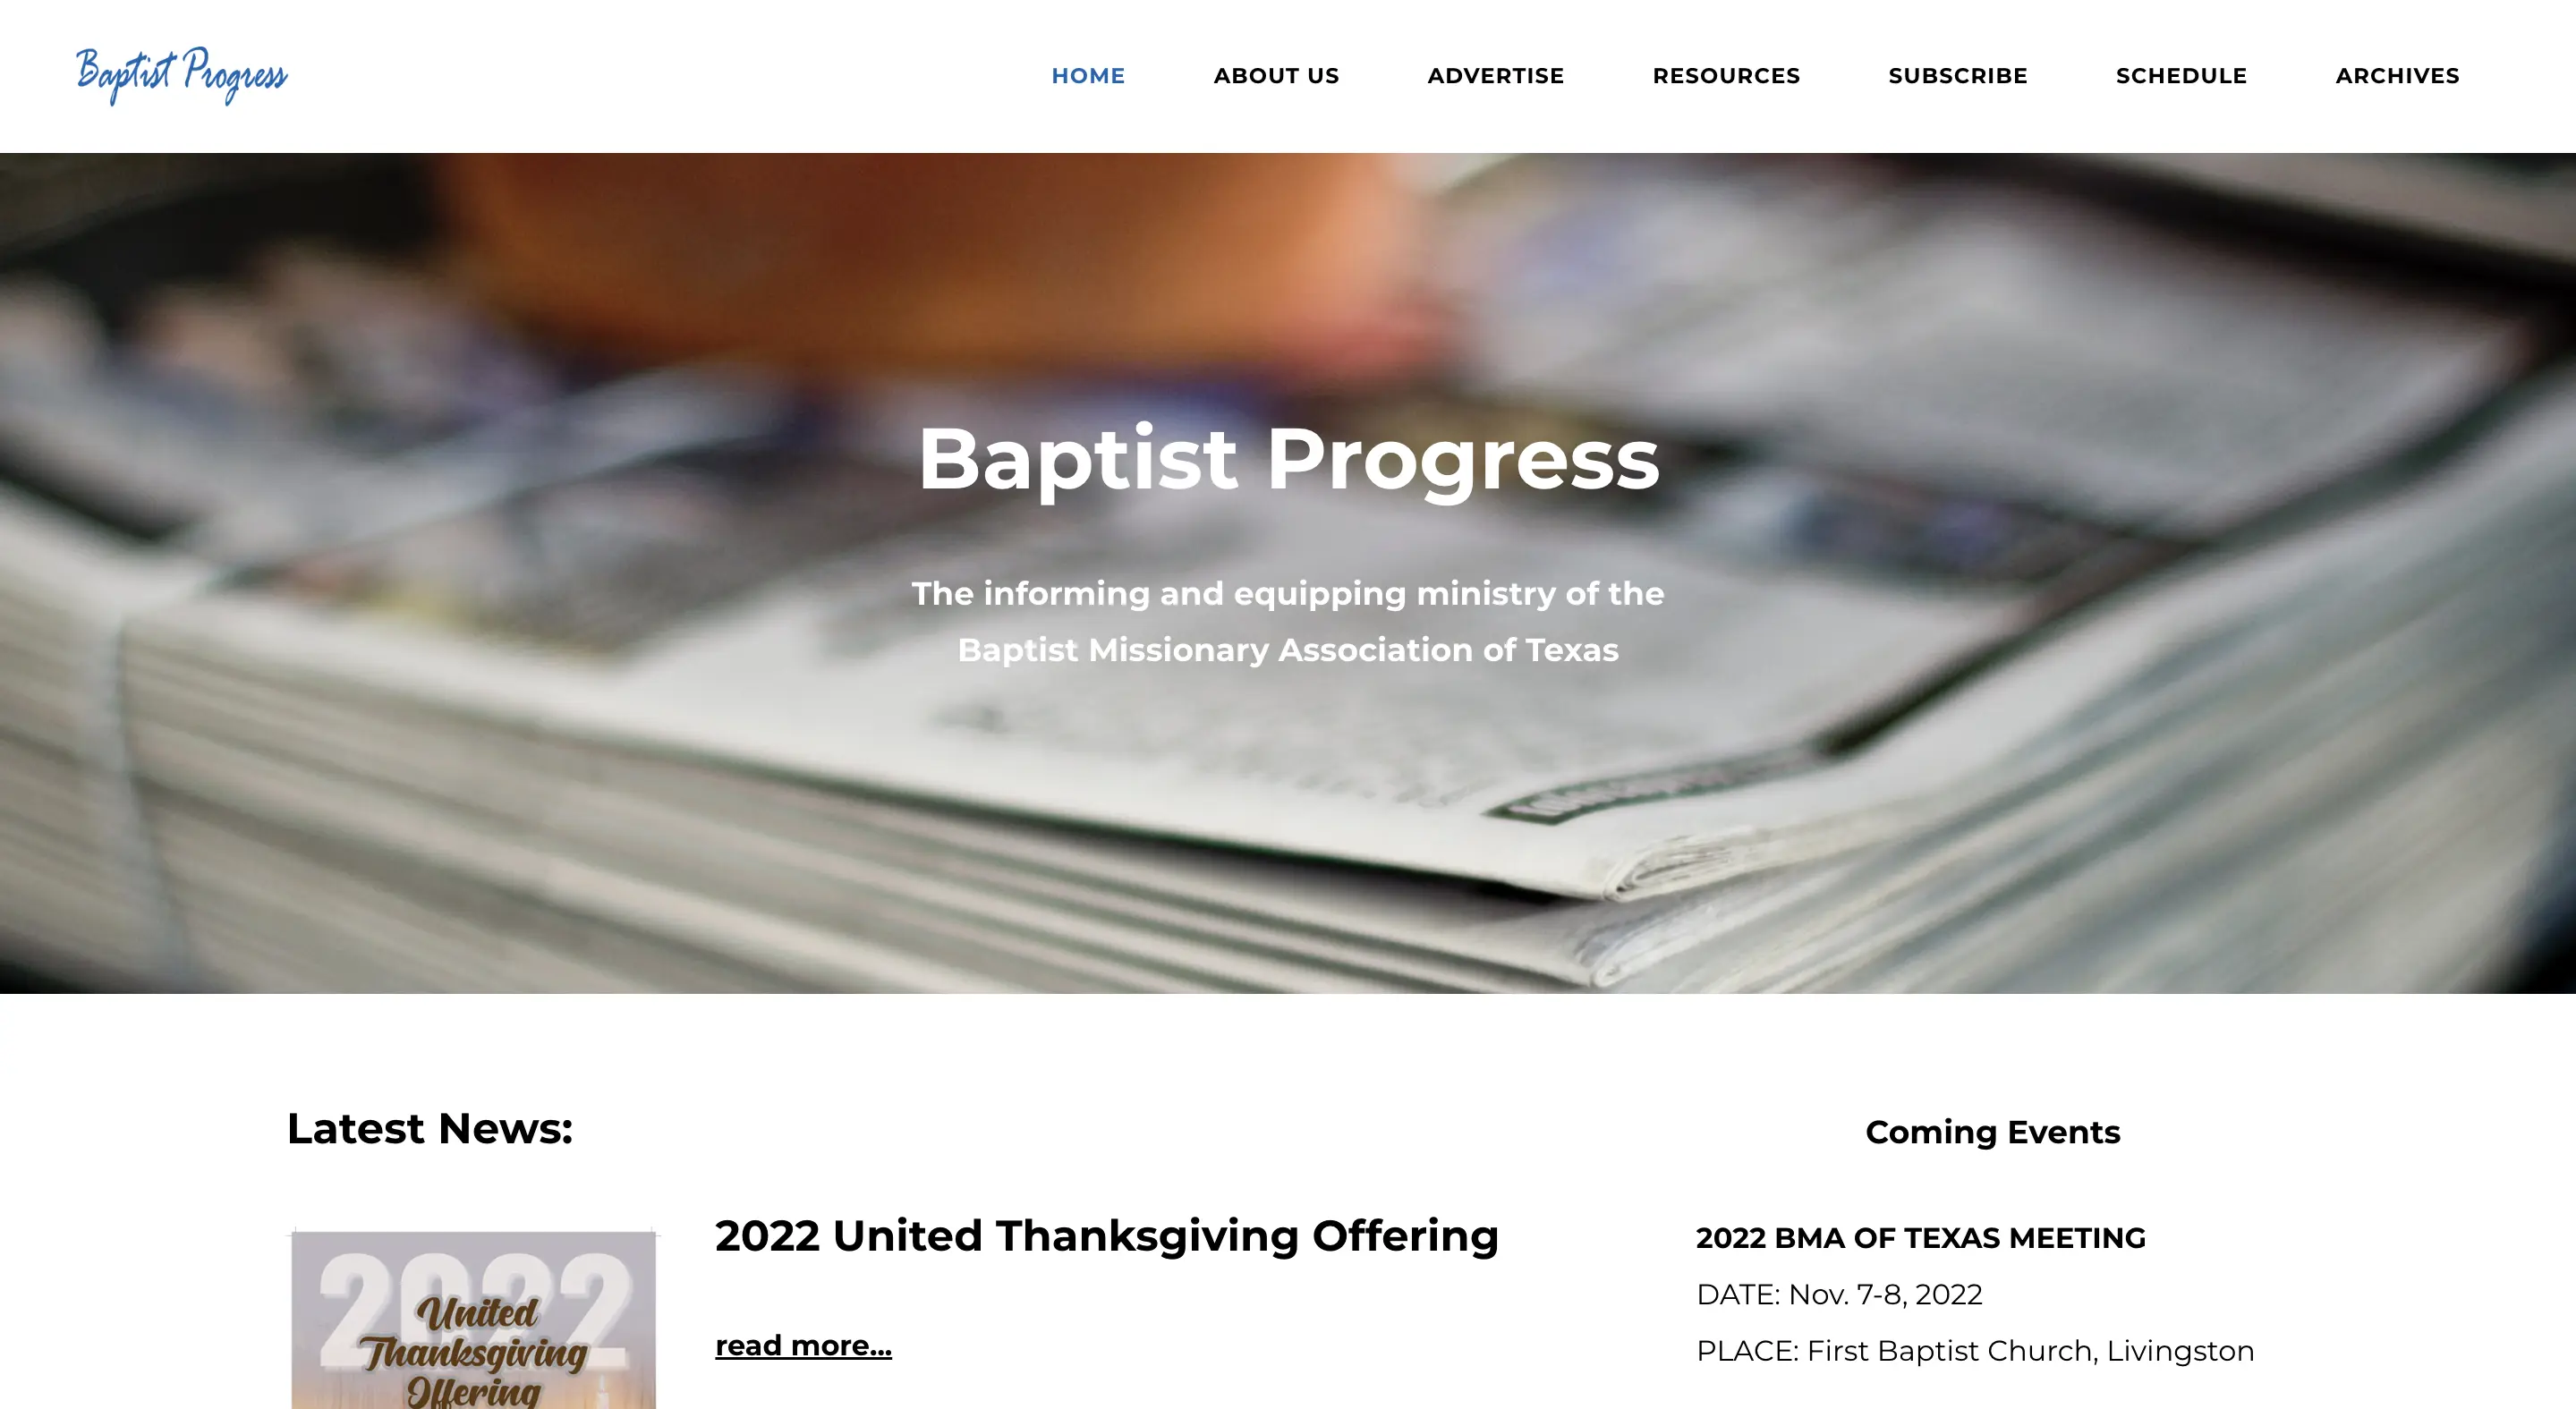 Baptist Progress
HOME
ABOUT US
ADVERTISE
RESOURCES
SUBSCRIBE
SCHEDULE
ARCHIVES
Baptist Progress
The informing and equipping ministry of the
Baptist Missionary Association of Texas
Latest News:
2022
United
Thanksgiving
Offering
2022 United Thanksgiving Offering
read more...
Coming Events
2022 BMA OF TEXAS MEETING
DATE: Nov. 7-8, 2022
PLACE: First Baptist Church, Livingston